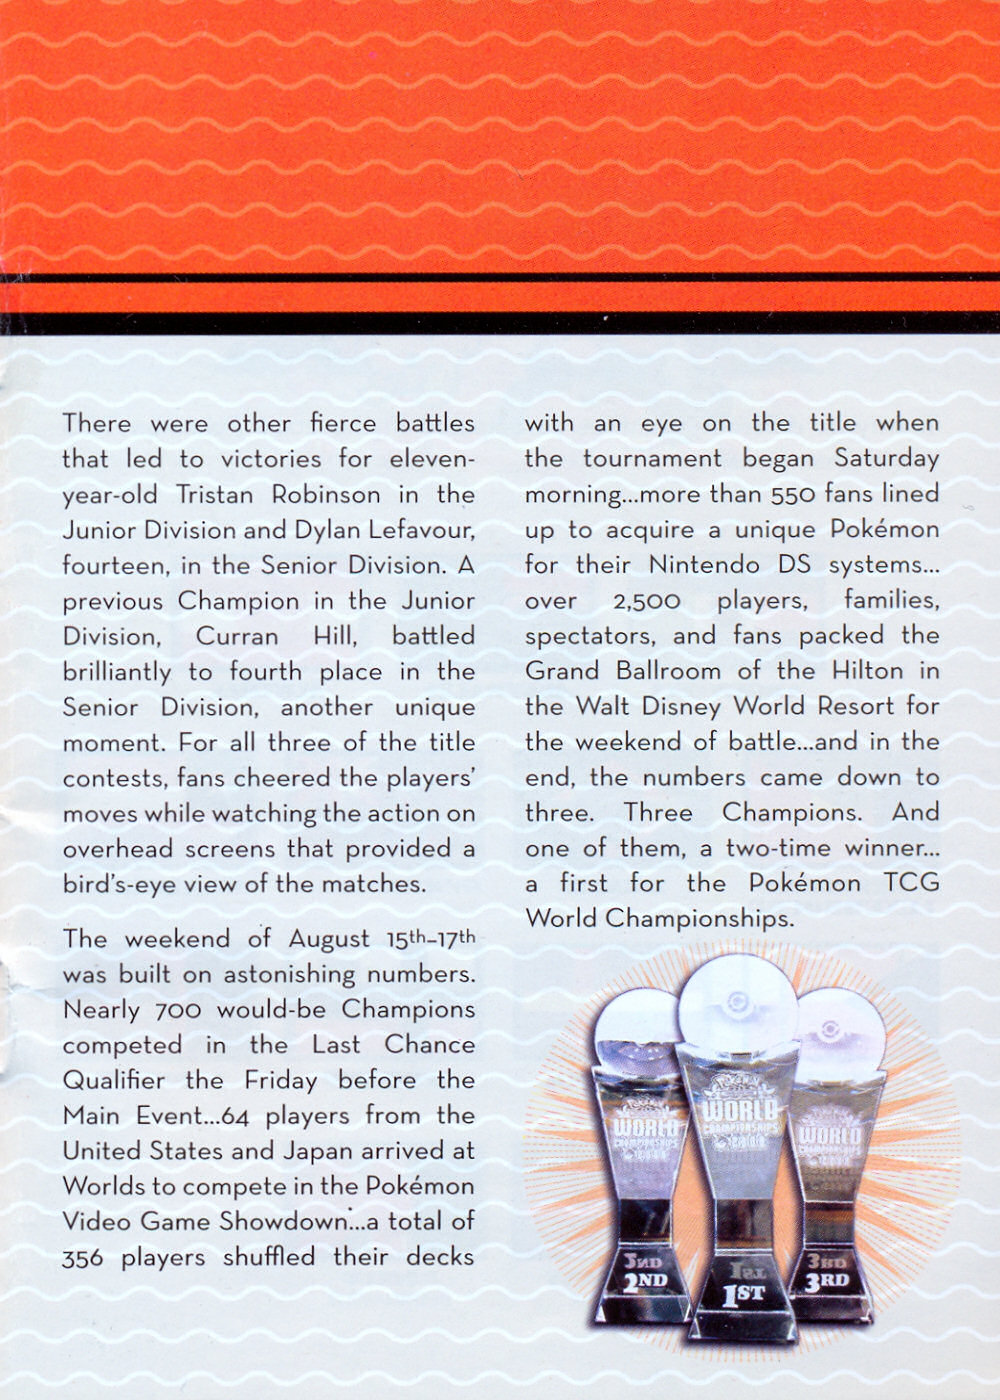 There were other fierce battles
that led to victories for eleven-
year-old Tristan Robinson in the
Junior Division and Dylan Lefavour,
fourteen, in the Senior Division. A
previous Champion in the Junior
Division, Curran Hill, battled
brilliantly to fourth place in the
Senior Division, another unique
moment. For all three of the title
contests, fans cheered the players'
moves while watching the action on
overhead screens that provided a
bird's-eye view of the matches.
The weekend of August 15th–17th
was built on astonishing numbers.
Nearly 700 would-be Champions
competed in the Last Chance
Qualifier the Friday before the
Main Event...64 players from the
United States and Japan arrived at
Worlds to compete in the Pokémon
Video Game Showdown...a total of
356 players shuffled their decks
with an eye on the title when
the tournament began Saturday
morning...more than 550 fans lined
up to acquire a unique Pokémon
for their Nintendo DS systems...
over 2,500 players, families,
spectators, and fans packed the
Grand Ballroom of the Hilton in
the Walt Disney World Resort for
the weekend of battle...and in the
end, the numbers came down to
three. Three Champions. And
one of them, a two-time winner...
a first for the Pokémon TCG
World Championships.
WORLD
CHAMPIONSHIPS
2ND
WORLD
CHAMPIONSHIPS
1ST
WORLD
3RD